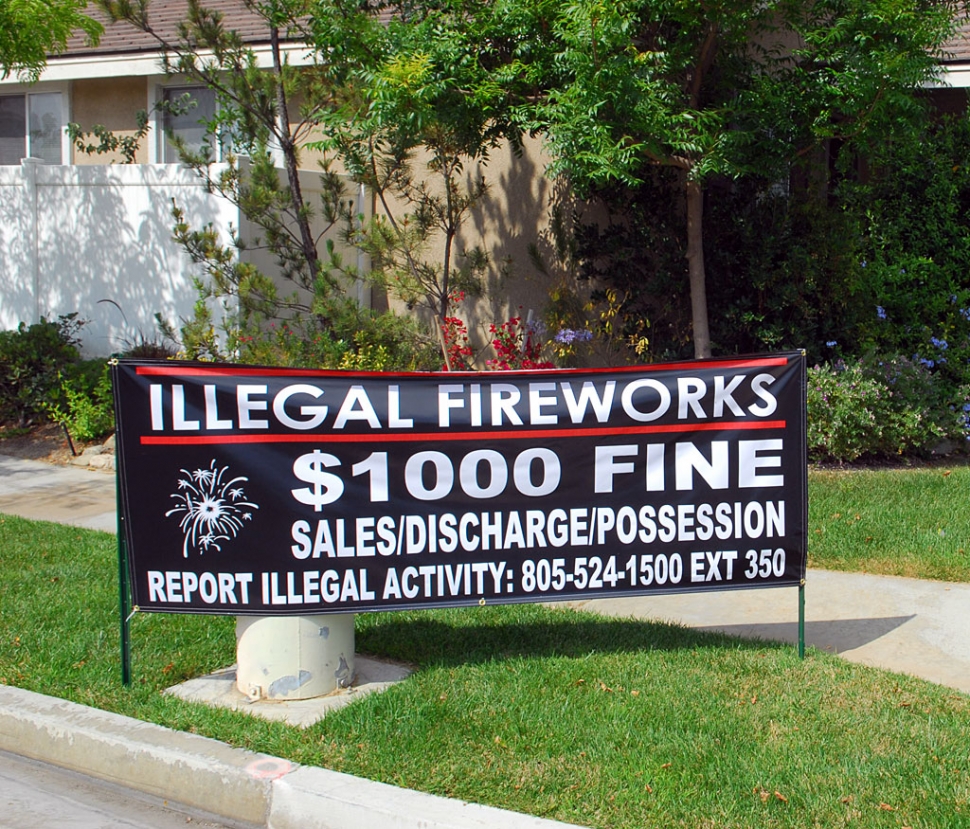 ILLEGAL FIREWORKS
$1000 FINE
SALES/DISCHARGE/POSSESSION
REPORT ILLEGAL ACTIVITY: 805-524-1500 EXT 350